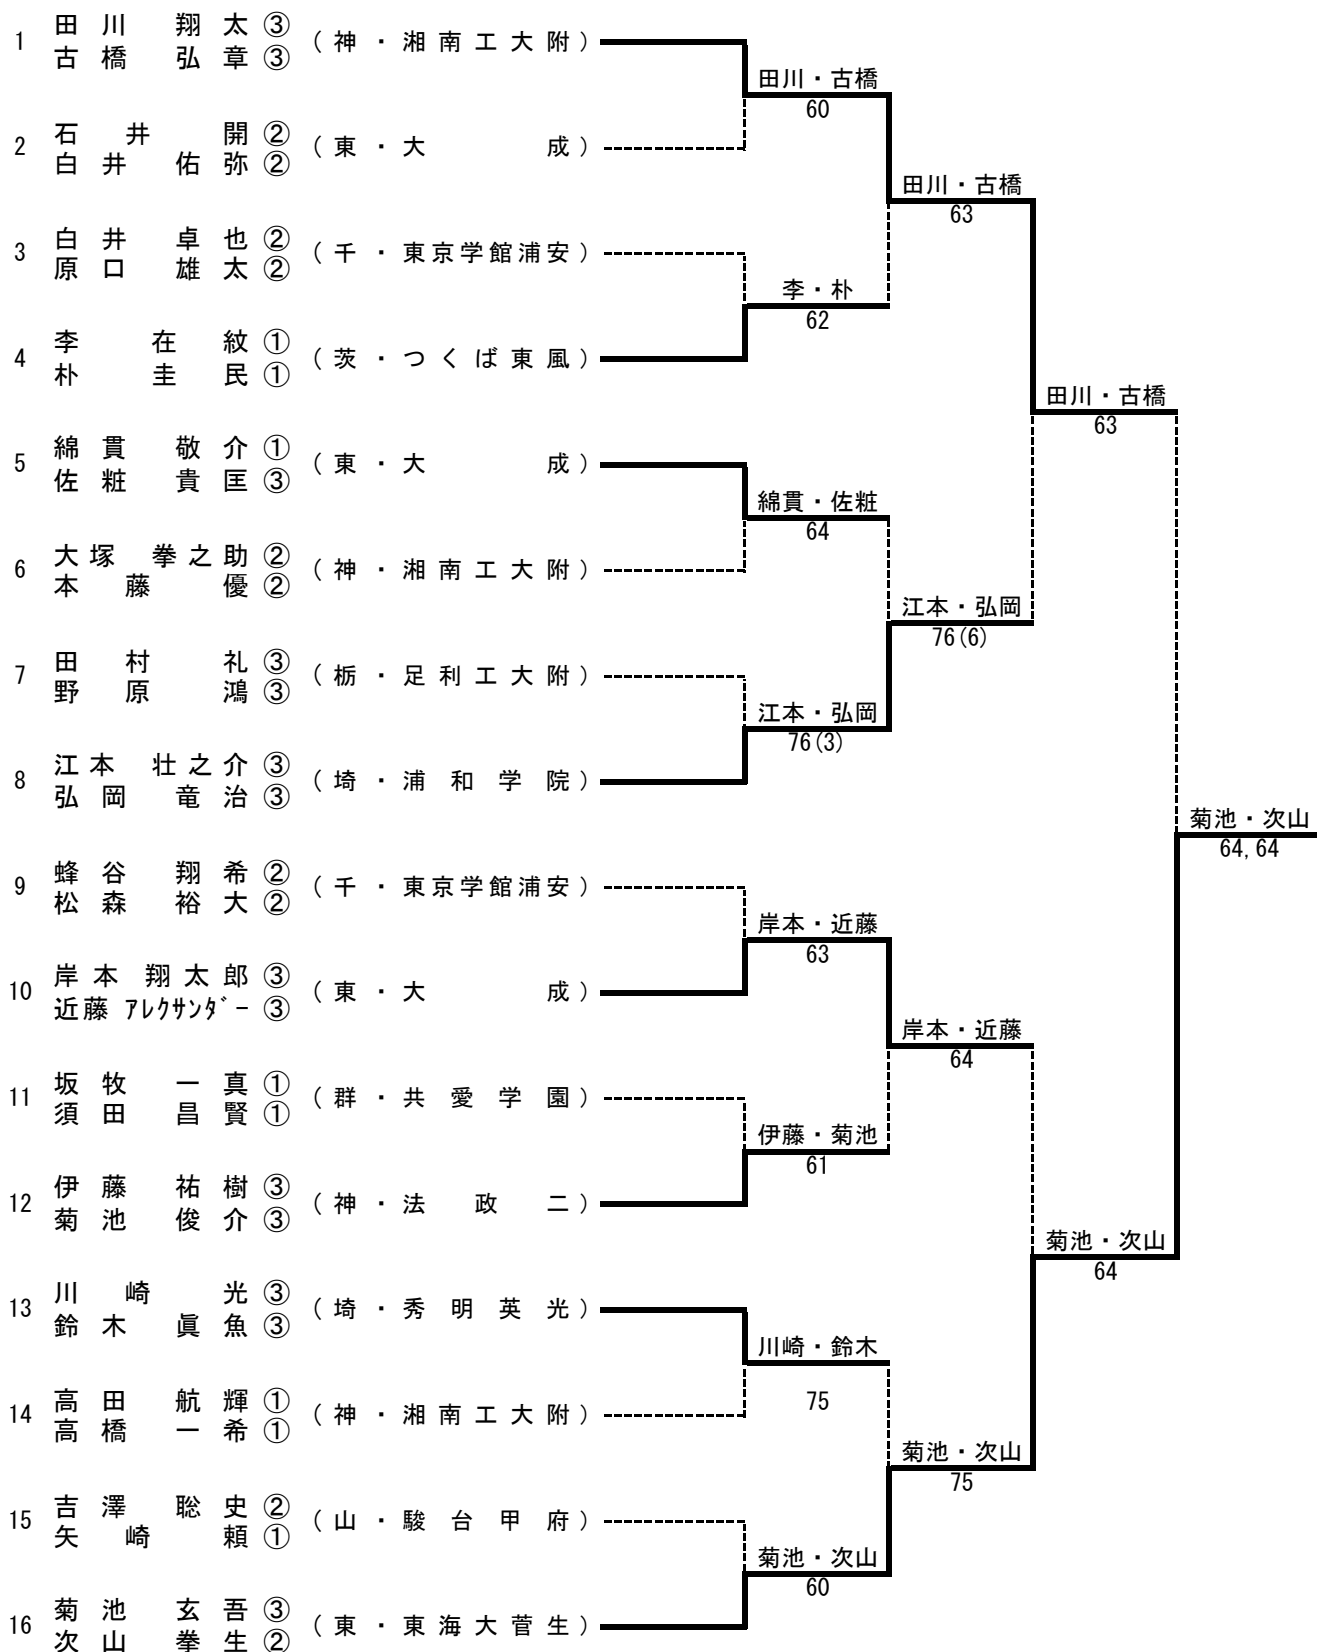 1 田川 翔太 ③ (神・湘南工大附)
古橋 弘章 ③
田川・古橋
60
2 石井 開 ② (東・大成)
白井 佑弥 ②
田川・古橋
63
3 白井 卓也 ② (千・東京学館浦安)
原口 雄太 ②
李・朴
62
4 李 在紋 ① (茨・つくば東風)
朴 圭民 ①
田川・古橋
63
5 綿貫 敬介 ① (東・大成)
佐粧 貴匡 ③
綿貫・佐粧
64
6 大塚 拳之助 ② (神・湘南工大附)
本藤 優 ②
江本・弘岡
76(6)
7 田村 礼 ③ (栃・足利工大附)
野原 鴻 ③
江本・弘岡
76(3)
8 江本 壮之介 ③ (埼・浦和学院)
弘岡 竜治 ③
菊池・次山
64,64
9 蜂谷 翔希 ② (千・東京学館浦安)
松森 裕大 ②
岸本・近藤
63
10 岸本 翔太郎 ③ (東・大成)
近藤 ｱﾚｸｻﾝﾀﾞｰ ③
岸本・近藤
64
11 坂牧 一真 ① (群・共愛学園)
須田 昌賢 ①
伊藤・菊池
61
12 伊藤 祐樹 ③ (神・法政二)
菊池 俊介 ③
菊池・次山
64
13 川崎 光 ③ (埼・秀明英光)
鈴木 眞魚 ③
川崎・鈴木
75
14 高田 航輝 ① (神・湘南工大附)
高橋 一希 ①
菊池・次山
75
15 吉澤 聡史 ② (山・駿台甲府)
矢崎 頼 ①
菊池・次山
60
16 菊池 玄吾 ③ (東・東海大菅生)
次山 拳生 ②